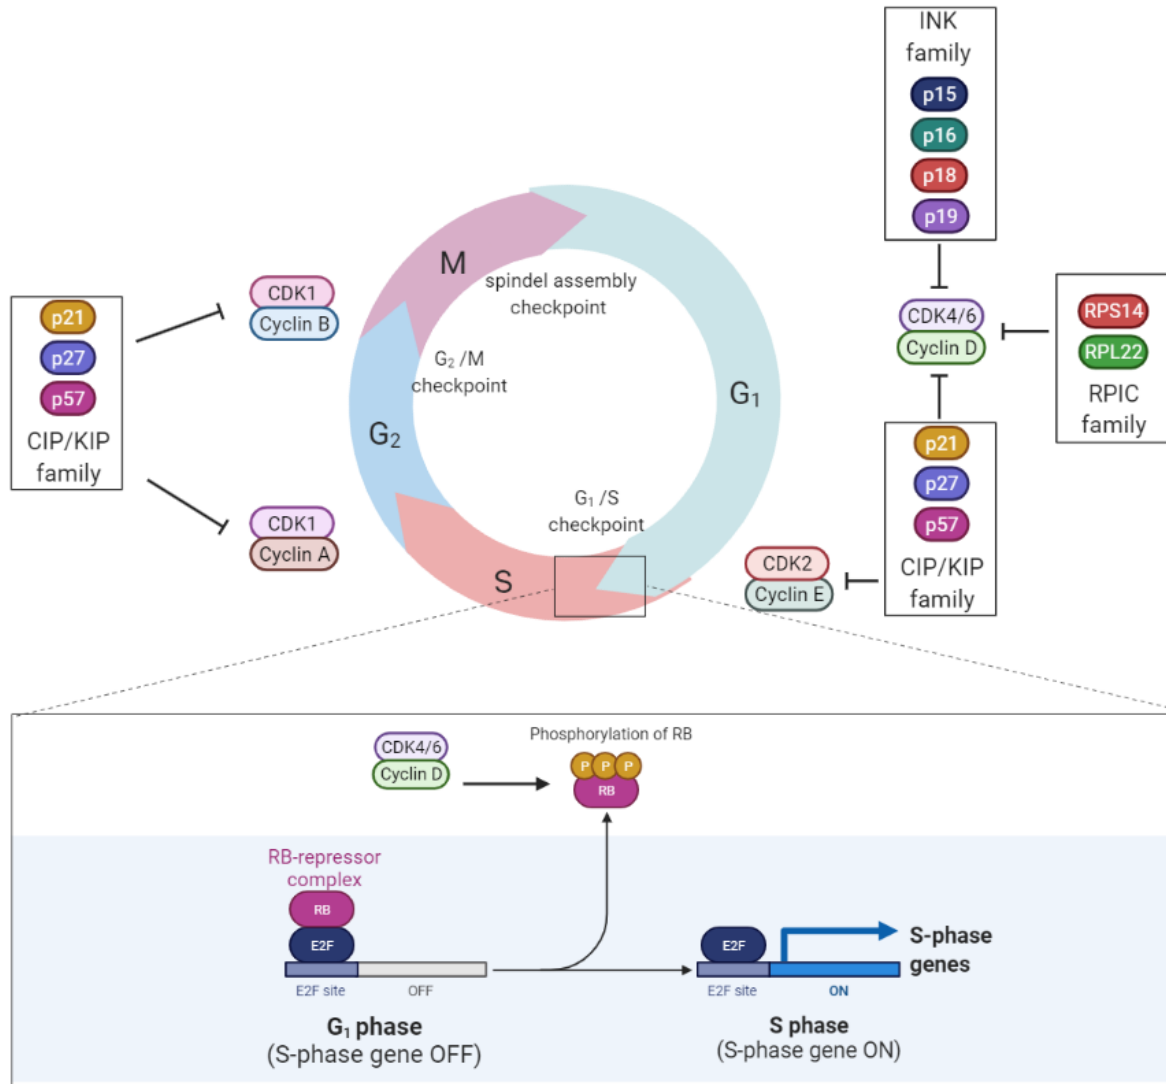 INK
family
p15
p16
p18
p19
M
spindel assembly
checkpoint
CDK1
Cyclin B
p21
p27
p57
CIP/KIP
family
G₂ /M
checkpoint
G₂
G₁
CDK4/6
Cyclin D
RPS14
RPL22
RPIC
family
p21
p27
p57
CIP/KIP
family
CDK1
Cyclin A
G₁ /S
checkpoint
S
CDK2
Cyclin E
Phosphorylation of RB
CDK4/6
Cyclin D
P P P
RB
RB-repressor
complex
RB
E2F
E2F site OFF
G₁ phase
(S-phase gene OFF)
E2F
S-phase
genes
E2F site ON
S phase
(S-phase gene ON)